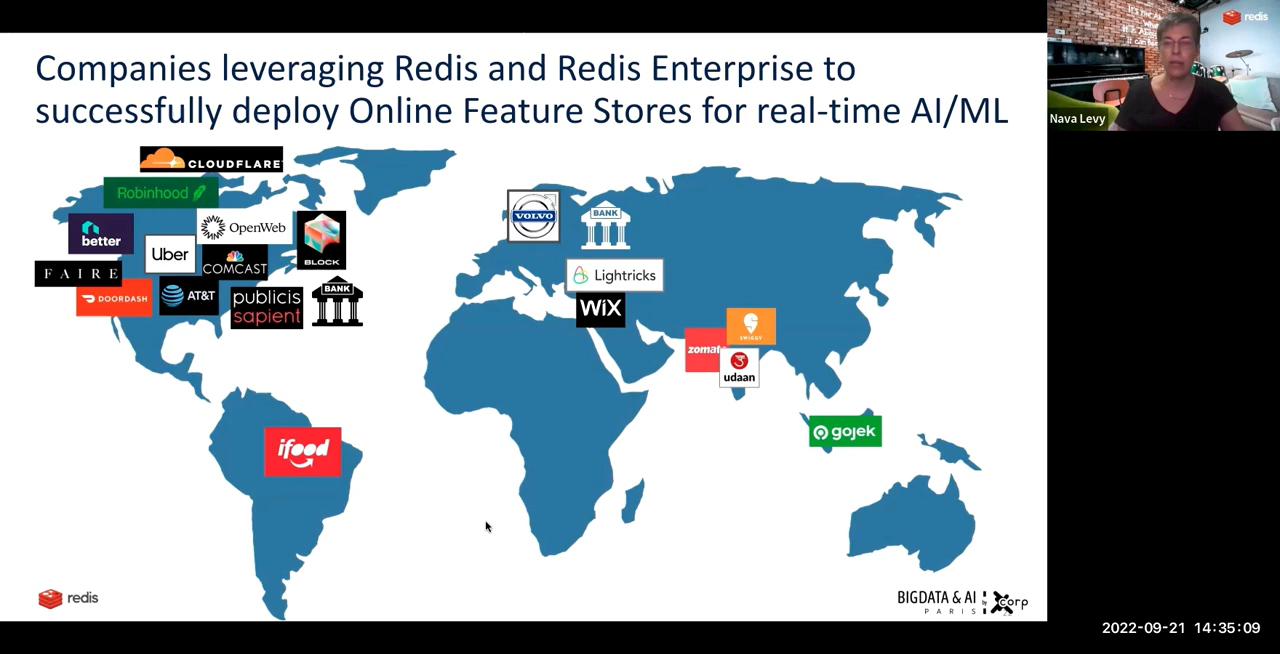 Companies leveraging Redis and Redis Enterprise to
successfully deploy Online Feature Stores for real-time AI/ML
CLOUDFLARE
Robinhood
better
OpenWeb
BLOCK
Uber
COMCAST
FAIRE
DOORDASH
AT&T
publicis
sapient
BANK
VOLVO
BANK
Lightricks
WiX
SWIGGY
zomato
udaan
gojek
ifood
redis
BIGDATA & AI
PARIS
by
corp
redis
Nava Levy
2022-09-21 14:35:09